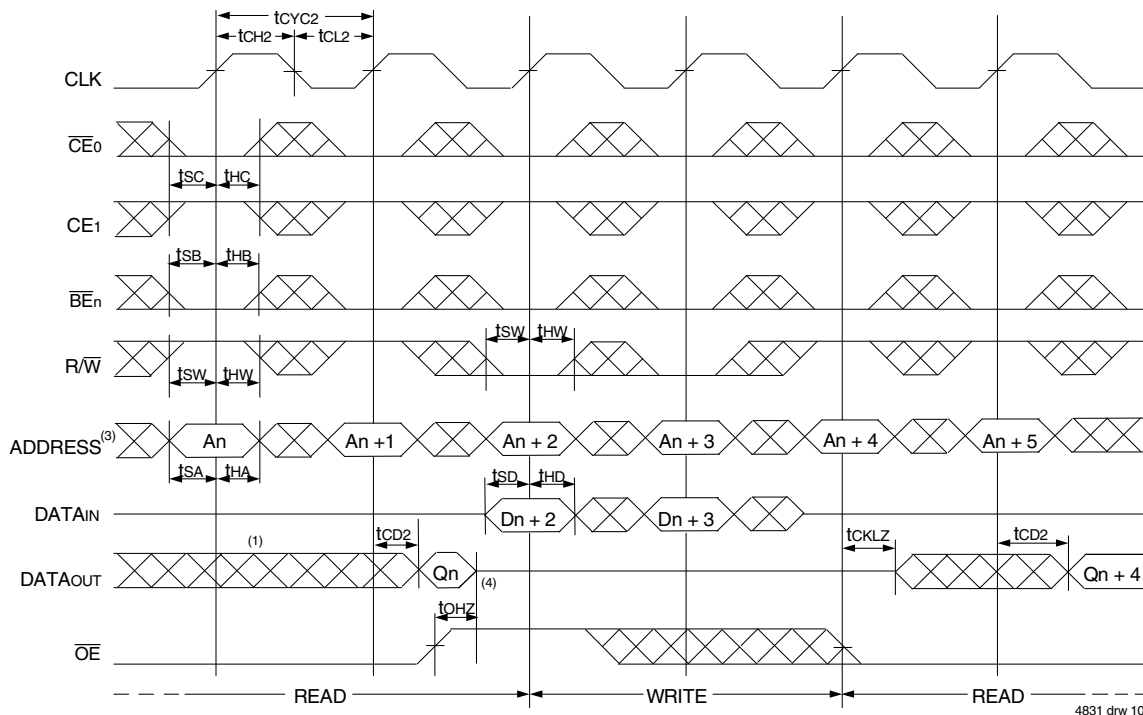 tCYC2
tCH2 tCL2
CLK
CE0
tSC tHC
CE1
tSB tHB
BEn
tSW tHW
R/W
tSW tHW
ADDRESS(3) An An +1 An + 2 An + 3 An + 4 An + 5
tSA tHA tSD tHD
DATAIN Dn + 2 Dn + 3
(1) tCD2 tCKLZ tCD2
DATAOUT Qn (4) Qn + 4
tOHZ
OE
READ WRITE READ
4831 drw 10